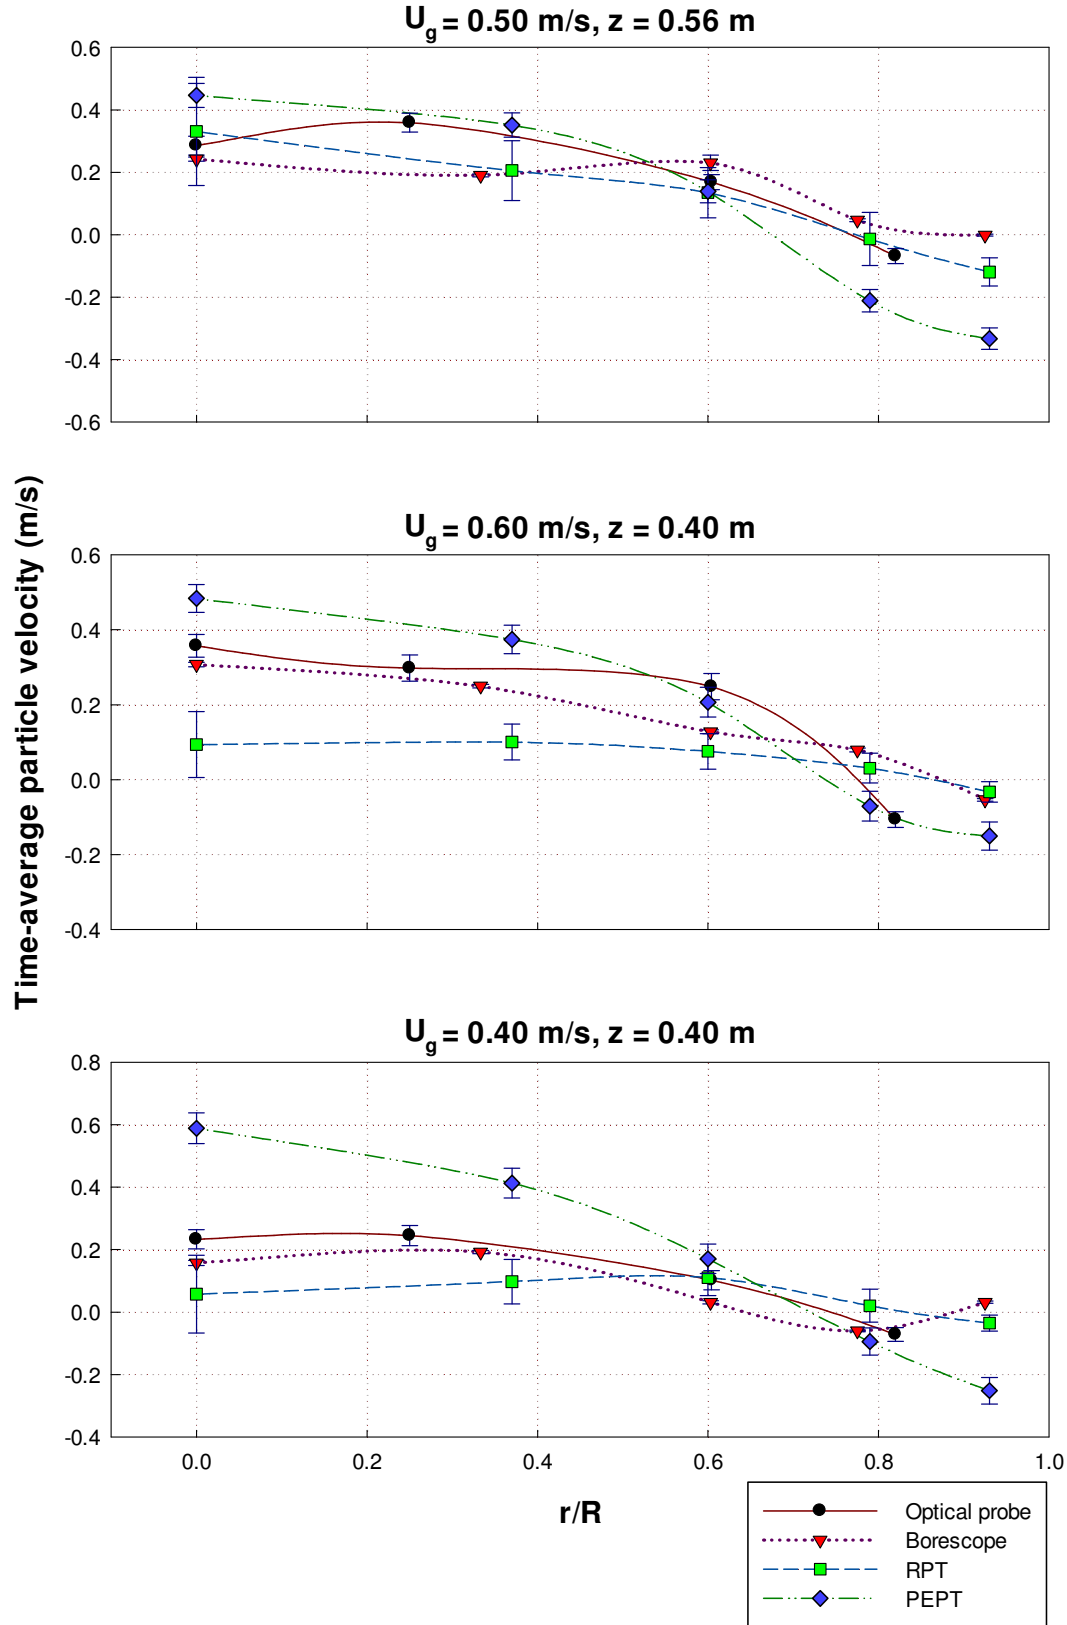 U_g = 0.50 m/s, z = 0.56 m
0.6
0.4
0.2
0.0
-0.2
-0.4
-0.6
Time-average particle velocity (m/s)
U_g = 0.60 m/s, z = 0.40 m
0.6
0.4
0.2
0.0
-0.2
-0.4
U_g = 0.40 m/s, z = 0.40 m
0.8
0.6
0.4
0.2
0.0
-0.2
-0.4
0.0 0.2 0.4 0.6 0.8 1.0
r/R
Optical probe
Borescope
RPT
PEPT